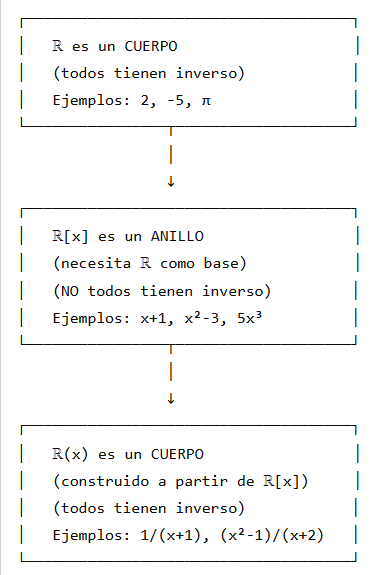 ℝ es un CUERPO
(todos tienen inverso)
Ejemplos: 2, -5, π
ℝ[x] es un ANILLO
(necesita ℝ como base)
(NO todos tienen inverso)
Ejemplos: x+1, x²-3, 5x³
ℝ(x) es un CUERPO
(construido a partir de ℝ[x])
(todos tienen inverso)
Ejemplos: 1/(x+1), (x²-1)/(x+2)